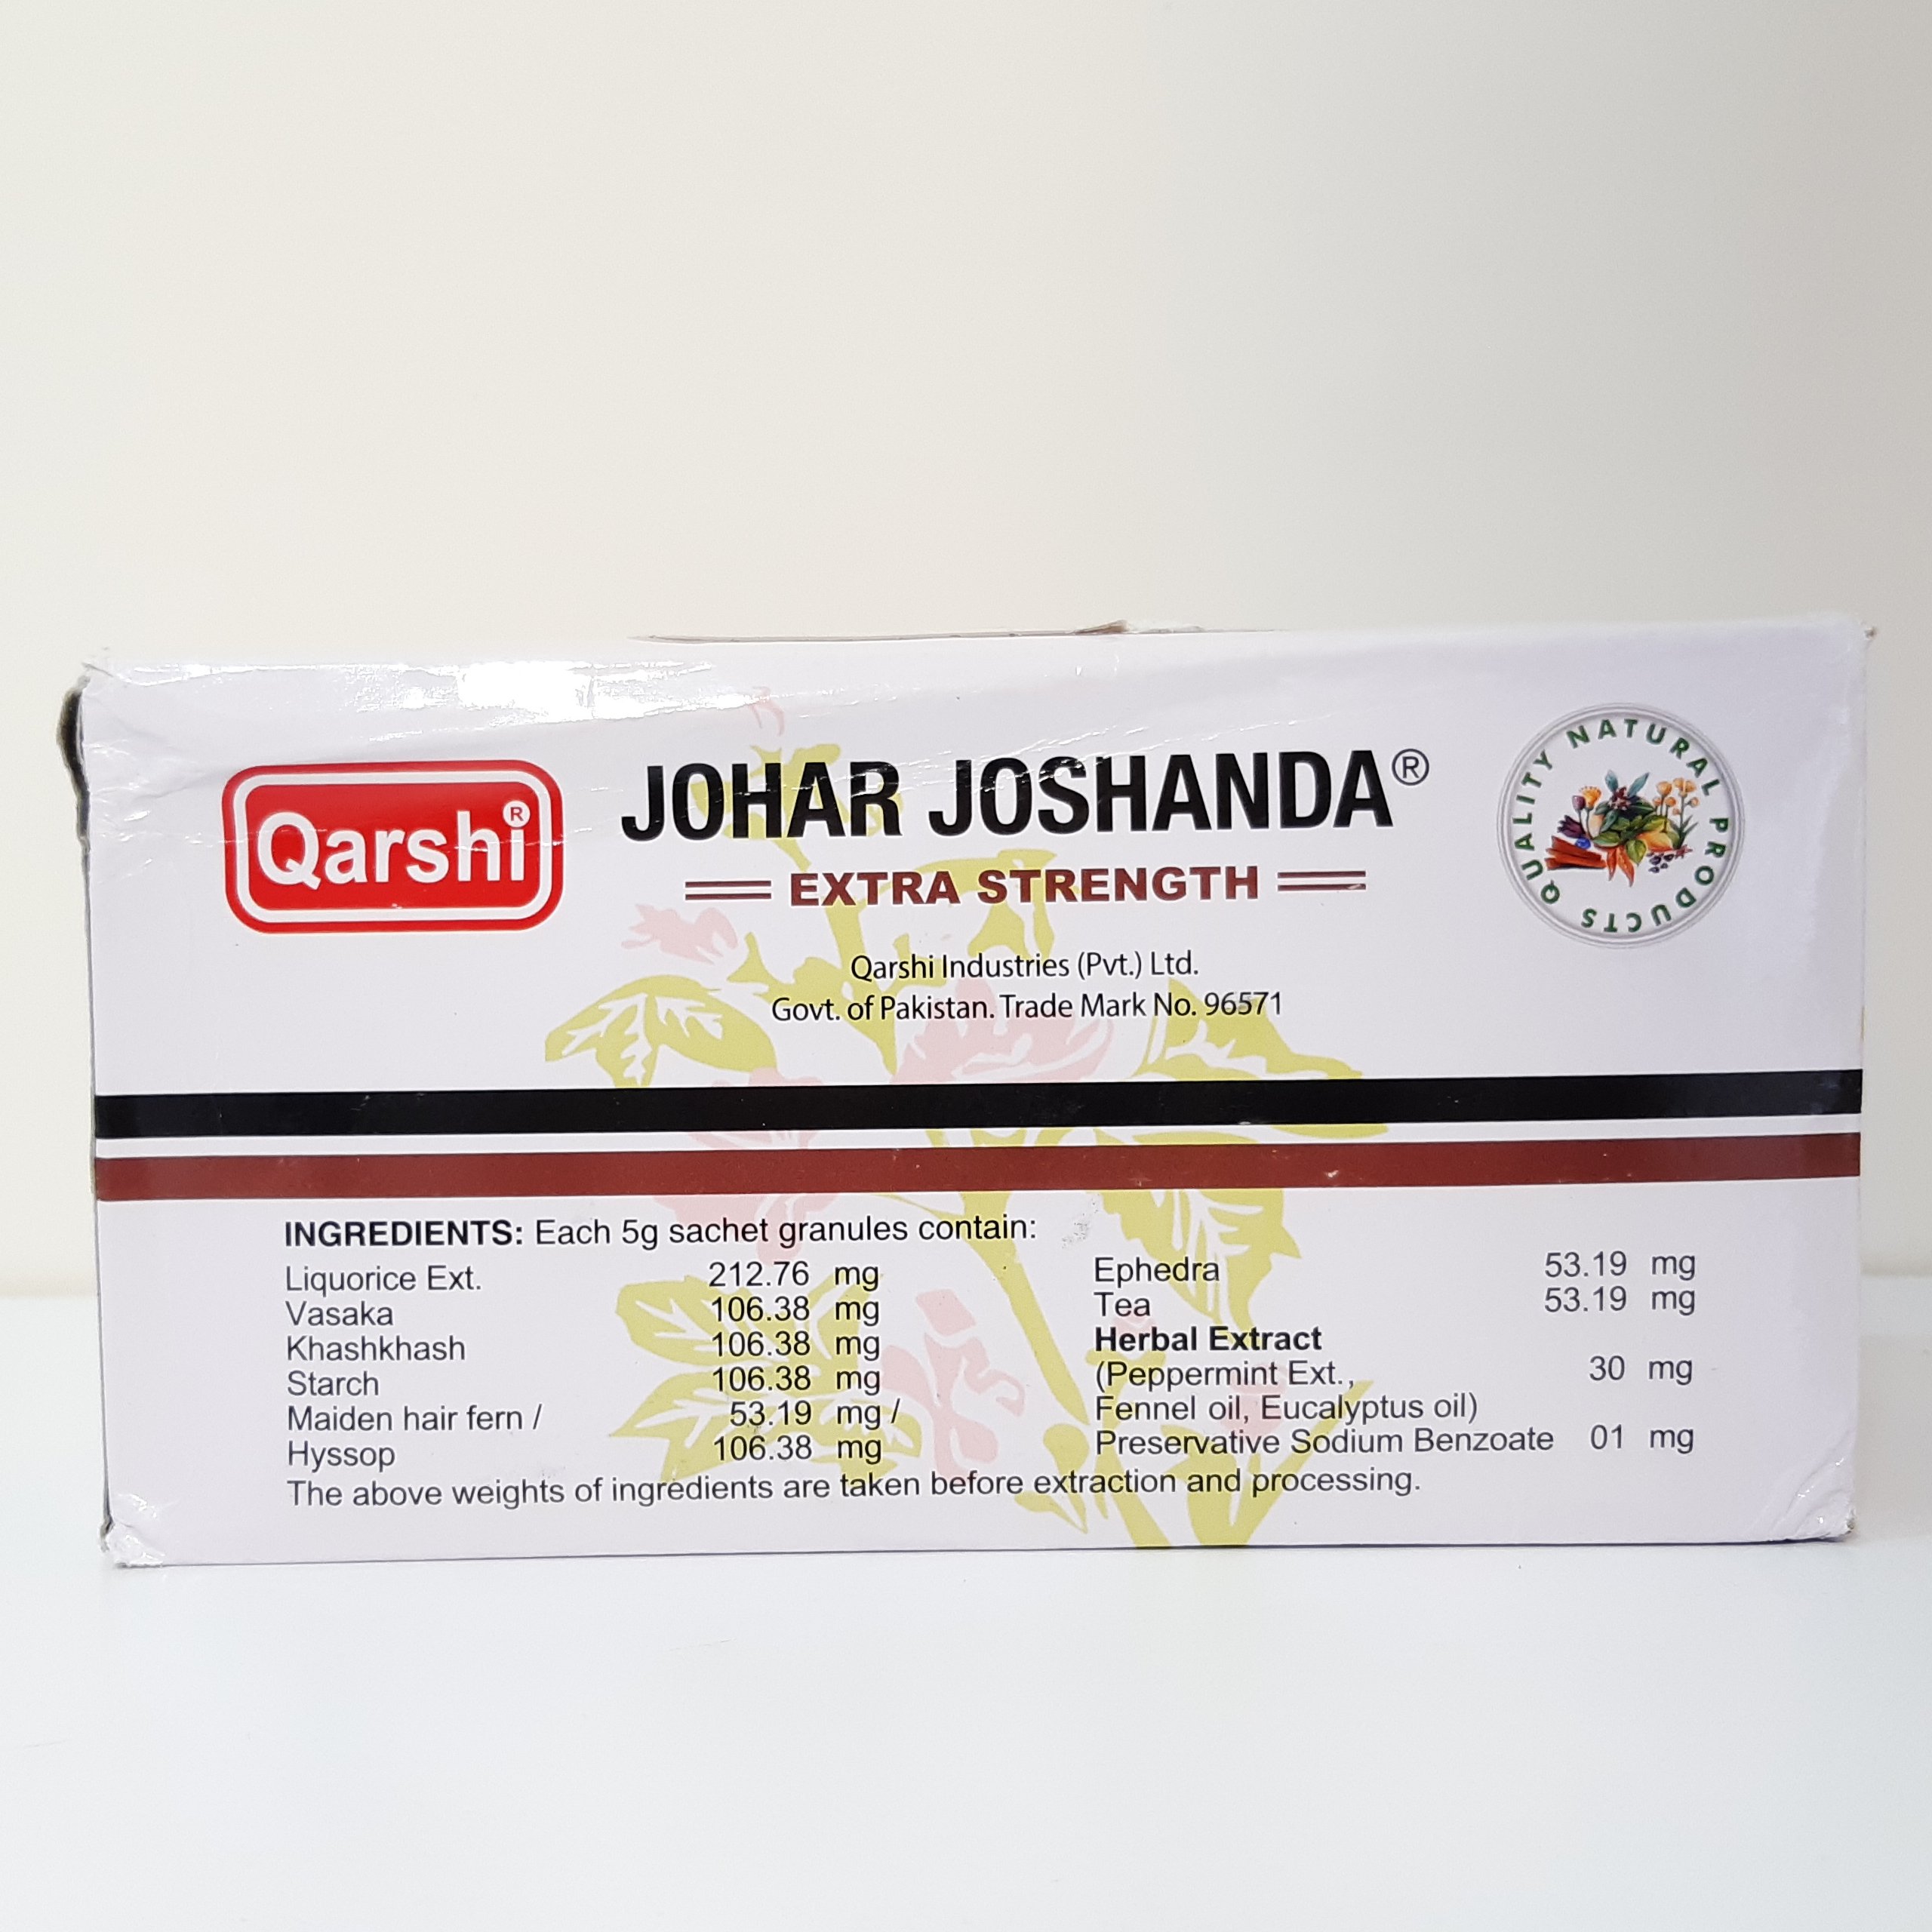 Qarshi®
JOHAR JOSHANDA®
EXTRA STRENGTH
QUALITY NATURAL PRODUCTS
Qarshi Industries (Pvt.) Ltd.
Govt. of Pakistan. Trade Mark No. 96571
INGREDIENTS: Each 5g sachet granules contain:
Liquorice Ext. 212.76 mg
Vasaka 106.38 mg
Khashkhash 106.38 mg
Starch 106.38 mg
Maiden hair fern / 53.19 mg /
Hyssop 106.38 mg
Ephedra 53.19 mg
Tea 53.19 mg
Herbal Extract
(Peppermint Ext., 30 mg
Fennel oil, Eucalyptus oil)
Preservative Sodium Benzoate 01 mg
The above weights of ingredients are taken before extraction and processing.